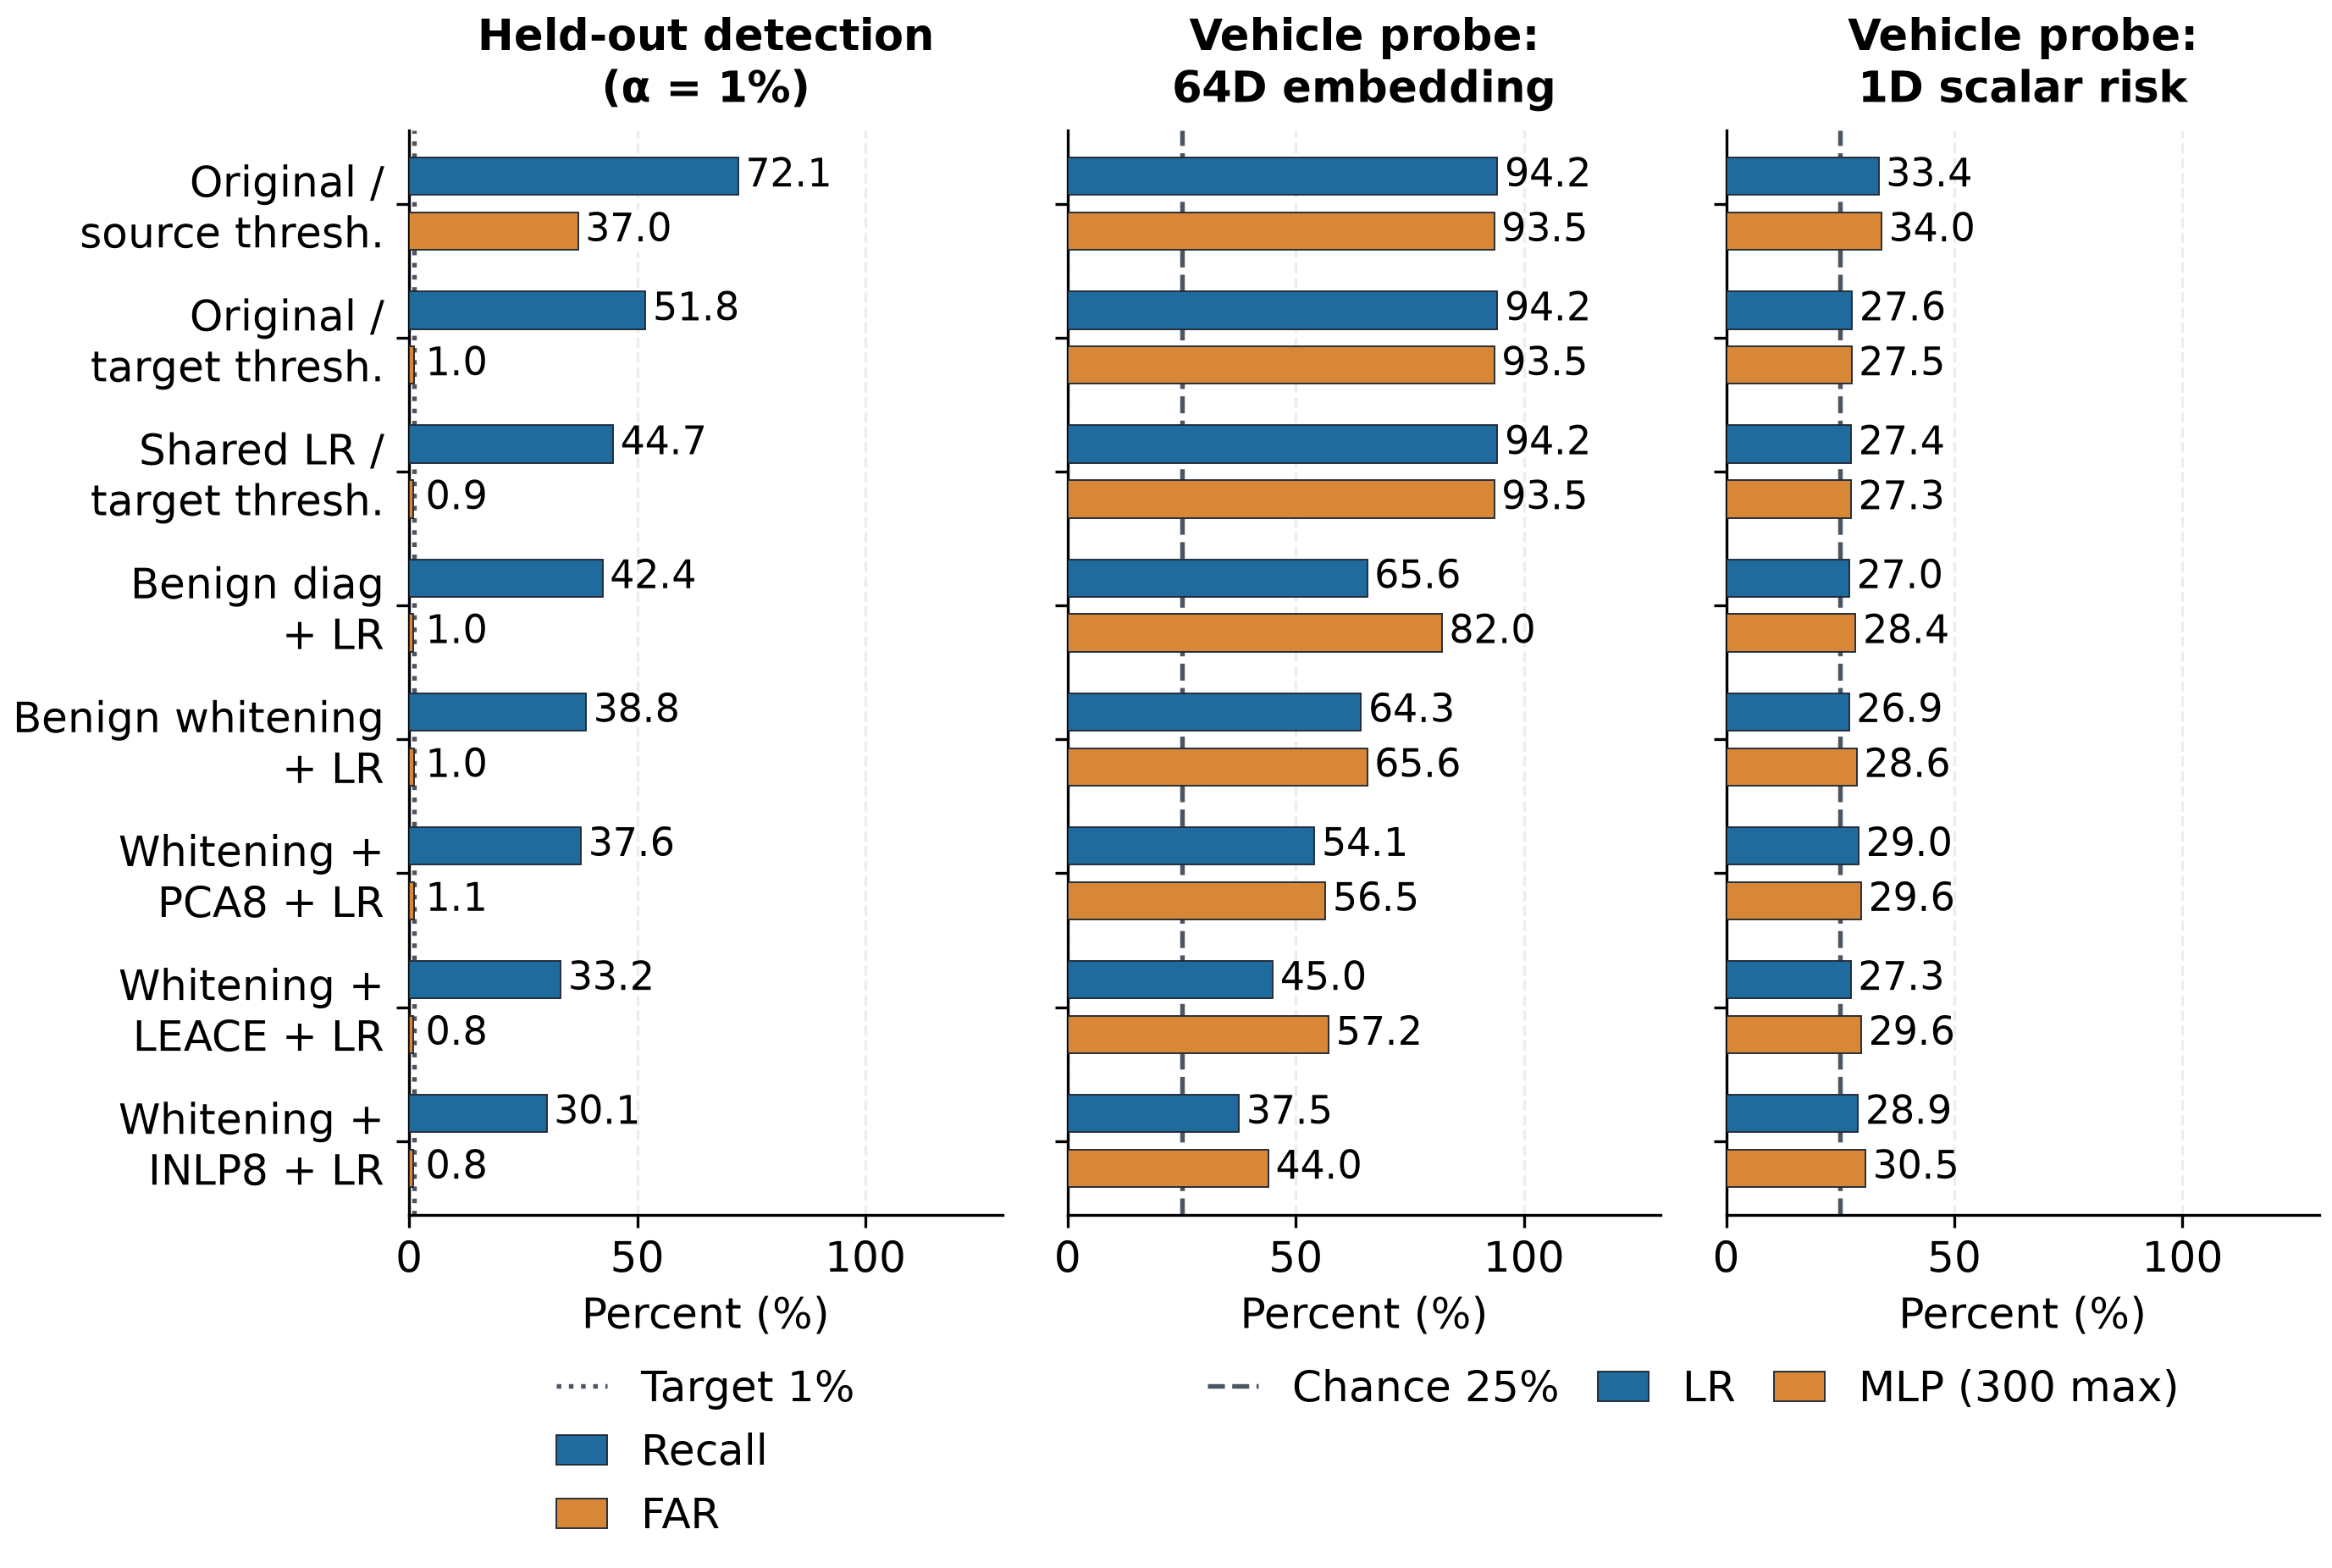 Held-out detection
(α = 1%)
Vehicle probe:
64D embedding
Vehicle probe:
1D scalar risk
Original /
source thresh.
72.1
37.0
94.2
93.5
33.4
34.0
Original /
target thresh.
51.8
1.0
94.2
93.5
27.6
27.5
Shared LR /
target thresh.
44.7
0.9
94.2
93.5
27.4
27.3
Benign diag
+ LR
42.4
1.0
65.6
82.0
27.0
28.4
Benign whitening
+ LR
38.8
1.0
64.3
65.6
26.9
28.6
Whitening +
PCA8 + LR
37.6
1.1
54.1
56.5
29.0
29.6
Whitening +
LEACE + LR
33.2
0.8
45.0
57.2
27.3
29.6
Whitening +
INLP8 + LR
30.1
0.8
37.5
44.0
28.9
30.5
0 50 100
0 50 100
0 50 100
Percent (%)
Percent (%)
Percent (%)
Target 1%
Recall
FAR
Chance 25% LR MLP (300 max)